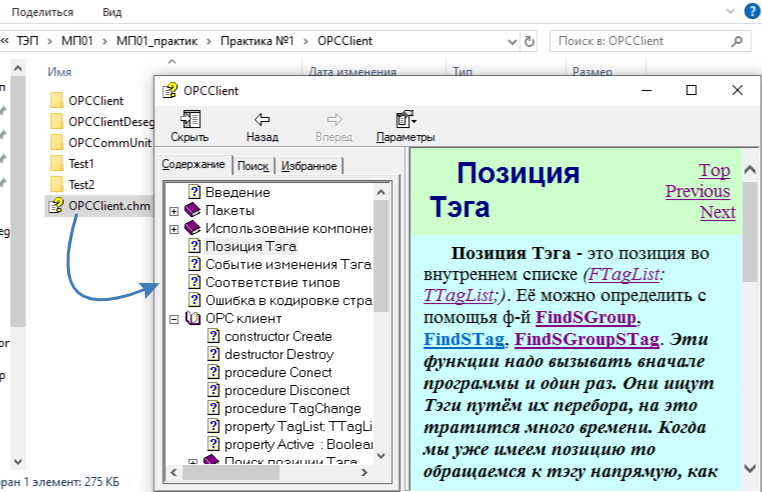 Поделиться Вид
« ТЭП › МП01 › МП01_практик › Практика №1 › OPCClient
Поиск в: OPCClient
Имя
Дата изменения Тип Размер
OPCClient
OPCClientDeseg
OPCCommUnit
Test1
Test2
OPCClient.chm
OPCClient
Скрыть Назад Вперед Параметры
Содержание Поиск Избранное
Введение
Пакеты
Использование компонен
Позиция Тэга
Событие изменения Тэга
Соответствие типов
Ошибка в кодировке стра
OPC клиент
constructor Create
destructor Destroy
procedure Conect
procedure Disconect
procedure TagChange
property TagList: TTagLi
property Active : Boolear
Поиск позиции Тэга
Позиция
Тэга
Top
Previous
Next
Позиция Тэга - это позиция во
внутреннем списке (FTagList:
TTagList;). Её можно определить с
помощья ф-й FindSGroup,
FindSTag, FindSGroupSTag. Эти
функции надо вызывать вначале
программы и один раз. Они ищут
Тэги путём их перебора, на это
тратится много времени. Когда
мы уже имеем позицию то
обращаемся к тэгу напрямую, как
ран 1 элемент: 275 КБ